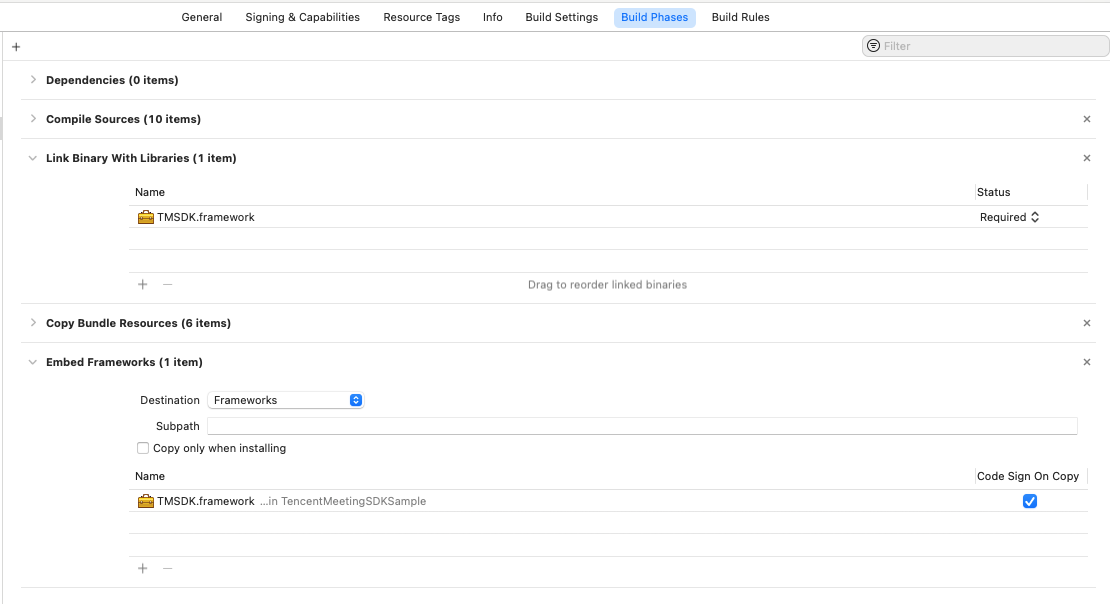 General Signing & Capabilities Resource Tags Info Build Settings Build Phases Build Rules
+ Filter
Dependencies (0 items)
Compile Sources (10 items) ×
Link Binary With Libraries (1 item) ×
Name Status
TMSDK.framework Required
+ − Drag to reorder linked binaries
Copy Bundle Resources (6 items) ×
Embed Frameworks (1 item) ×
Destination Frameworks
Subpath
Copy only when installing
Name Code Sign On Copy
TMSDK.framework ...in TencentMeetingSDKSample
+ −